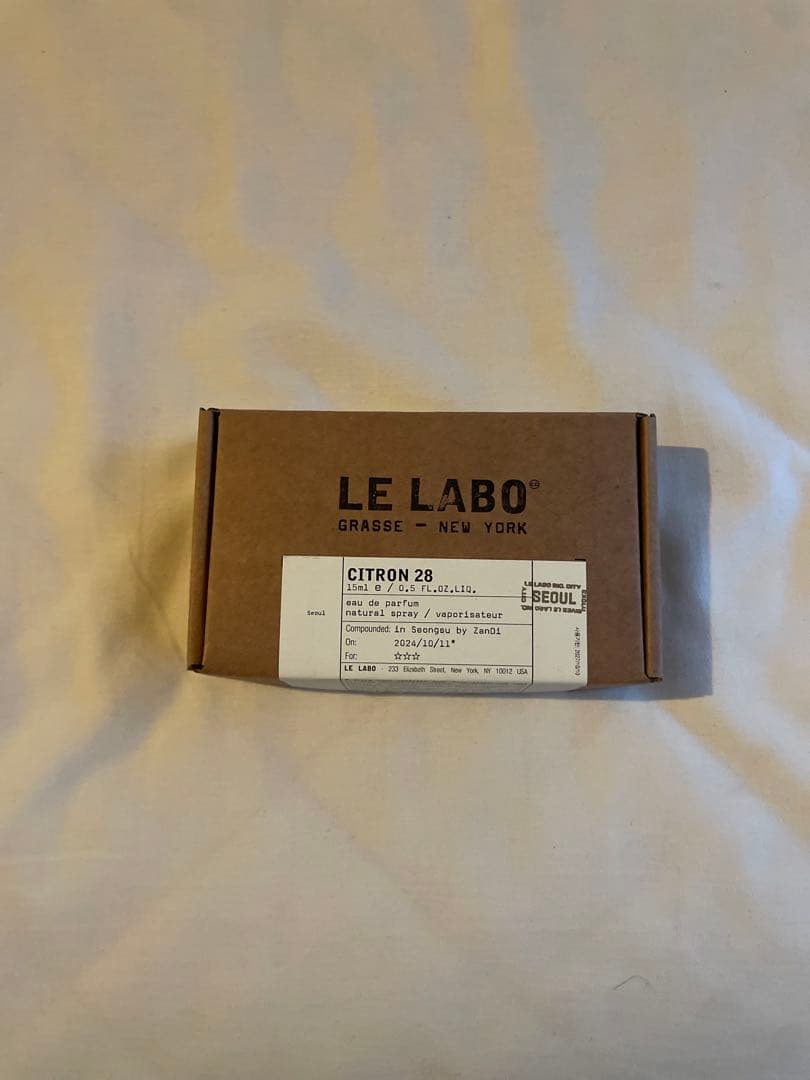 LE LABO
GRASSE — NEW YORK
CITRON 28
15ml e / 0.5 FL.OZ.LIQ.
eau de parfum
natural spray / vaporisateur
Seoul
Compounded: in Seongsu by ZanDi
On: 2024/10/11*
For: ☆☆☆
LE LABO - 233 Elizabeth Street, New York, NY 10012 USA
SEOUL